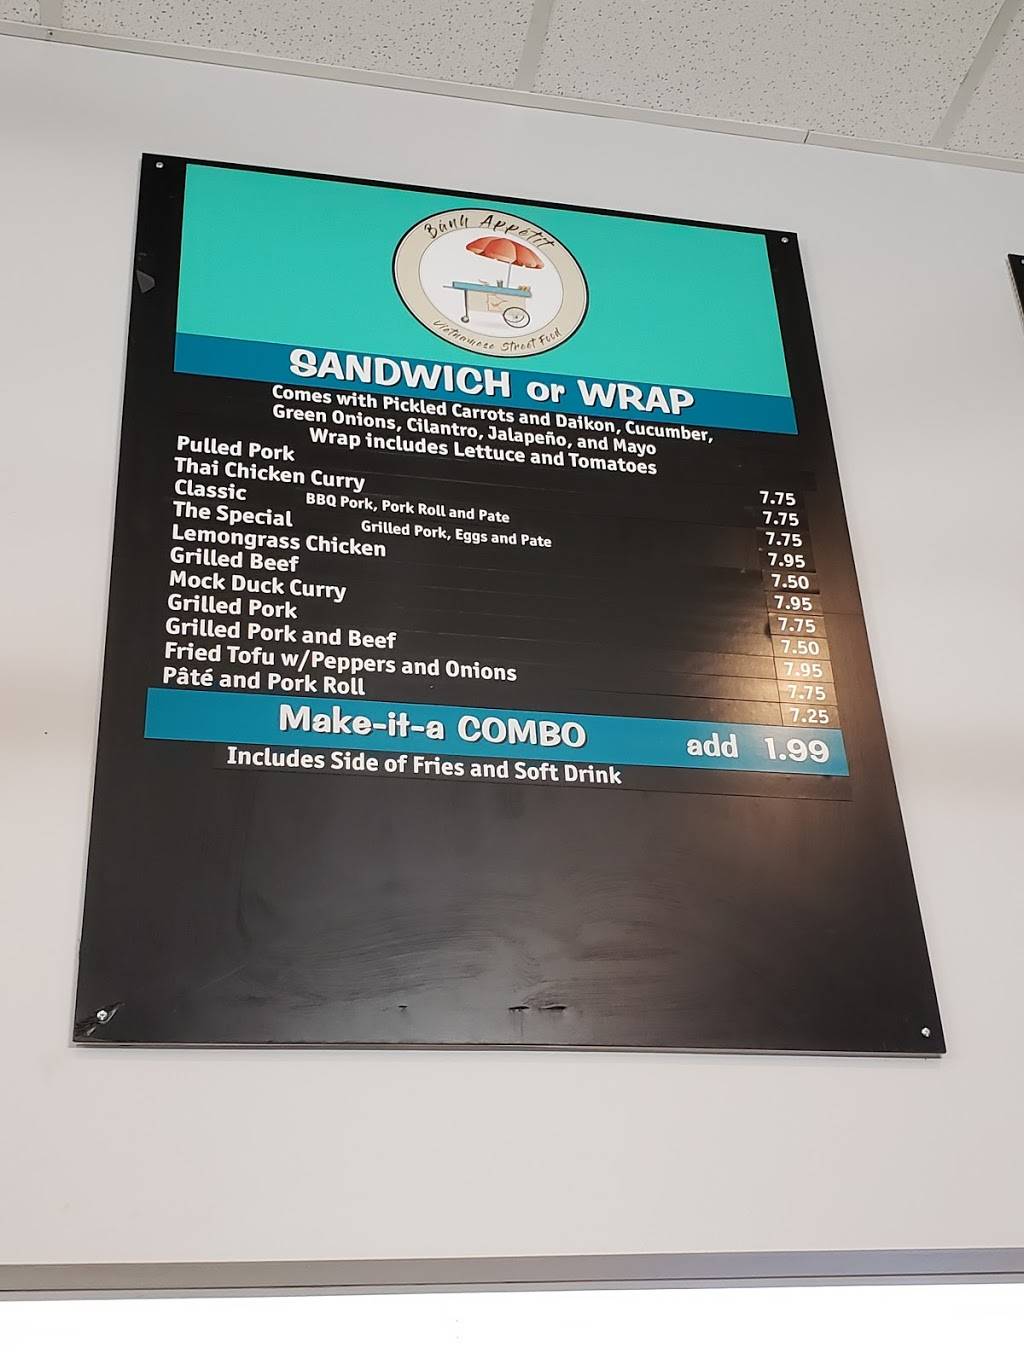 Bánh Appétit
Vietnamese Street Food
SANDWICH or WRAP
Comes with Pickled Carrots and Daikon, Cucumber,
Green Onions, Cilantro, Jalapeño, and Mayo
Wrap includes Lettuce and Tomatoes
Pulled Pork 7.75
Thai Chicken Curry 7.75
Classic BBQ Pork, Pork Roll and Pate 7.75
The Special Grilled Pork, Eggs and Pate 7.95
Lemongrass Chicken 7.50
Grilled Beef 7.95
Mock Duck Curry 7.75
Grilled Pork 7.50
Grilled Pork and Beef 7.95
Fried Tofu w/Peppers and Onions 7.75
Pâté and Pork Roll 7.25
Make-it-a COMBO add 1.99
Includes Side of Fries and Soft Drink